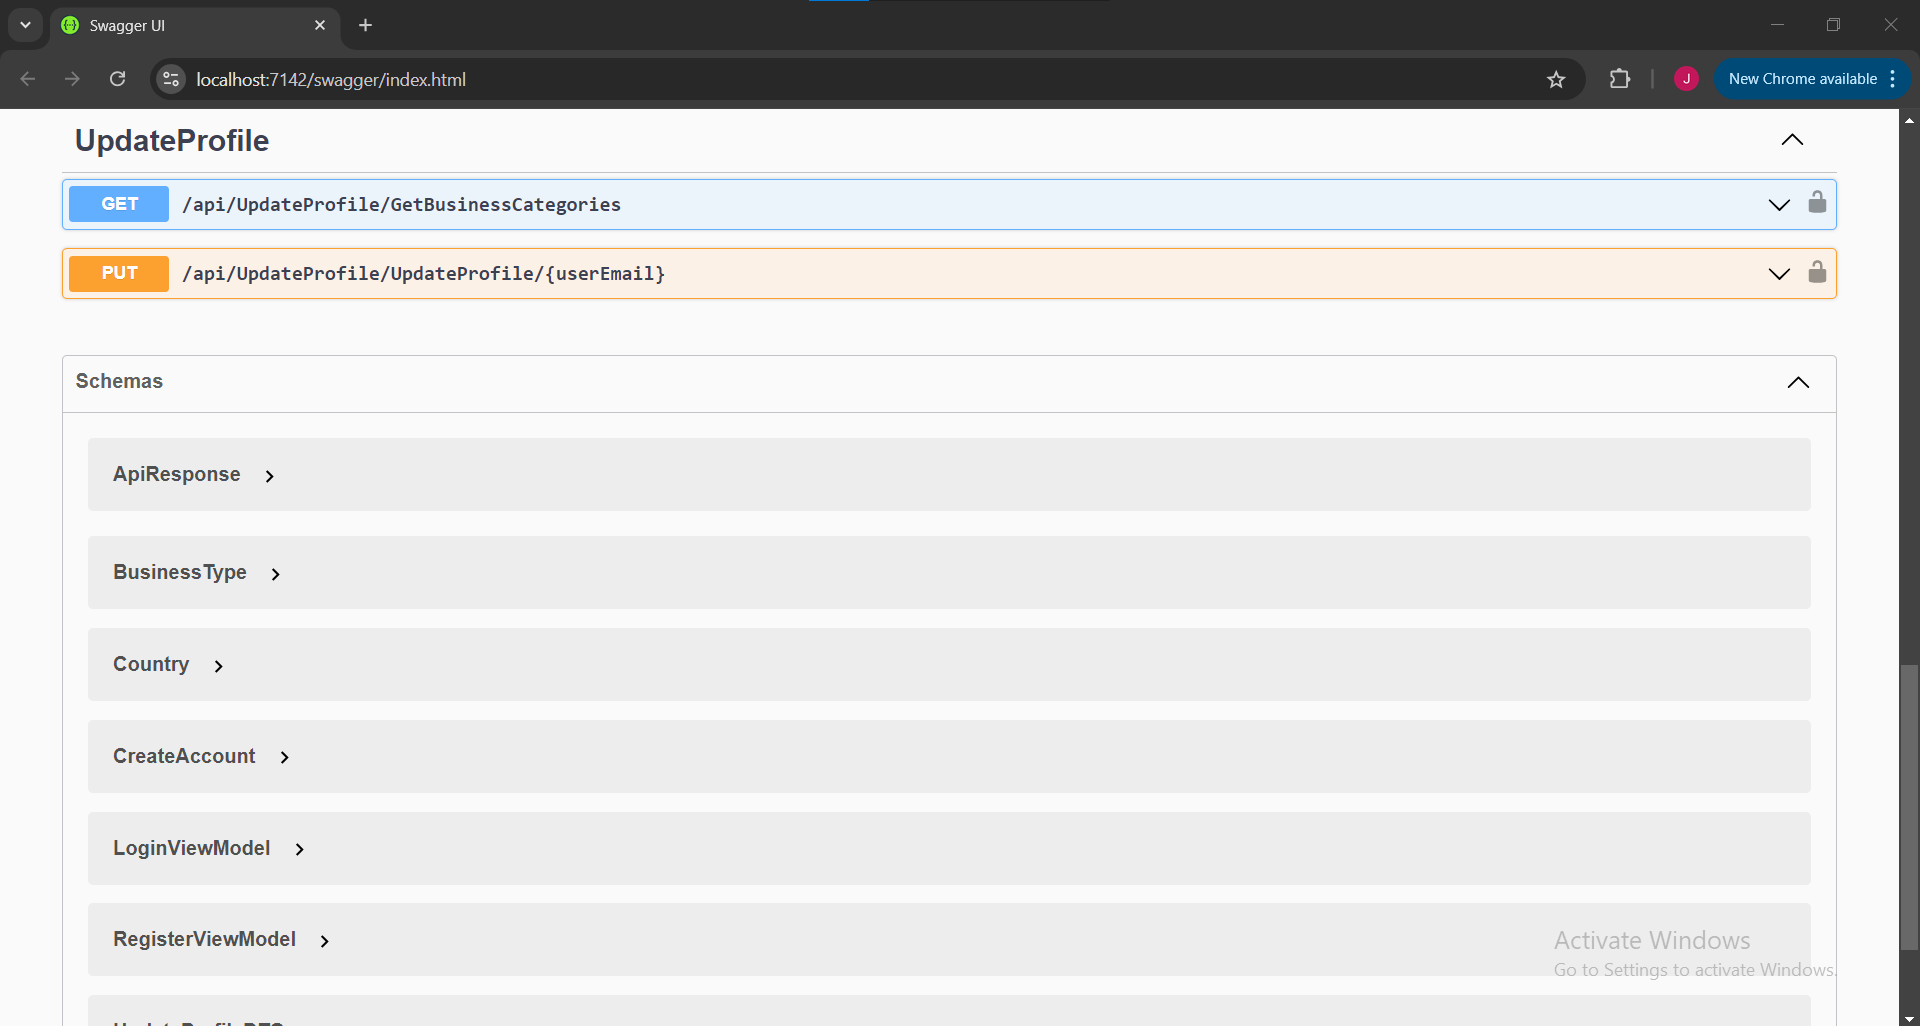 Swagger UI
localhost:7142/swagger/index.html
J
New Chrome available
UpdateProfile
GET /api/UpdateProfile/GetBusinessCategories
PUT /api/UpdateProfile/UpdateProfile/{userEmail}
Schemas
ApiResponse
BusinessType
Country
CreateAccount
LoginViewModel
RegisterViewModel
Activate Windows
Go to Settings to activate Windows.